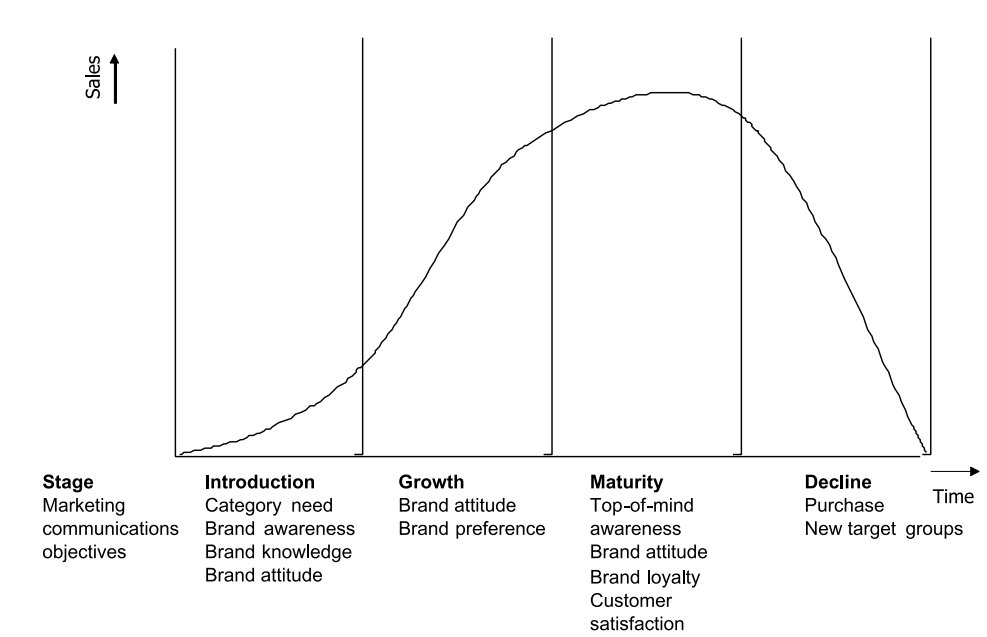 Sales
Stage
Marketing
communications
objectives
Introduction
Category need
Brand awareness
Brand knowledge
Brand attitude
Growth
Brand attitude
Brand preference
Maturity
Top-of-mind
awareness
Brand attitude
Brand loyalty
Customer
satisfaction
Decline
Purchase
New target groups
Time